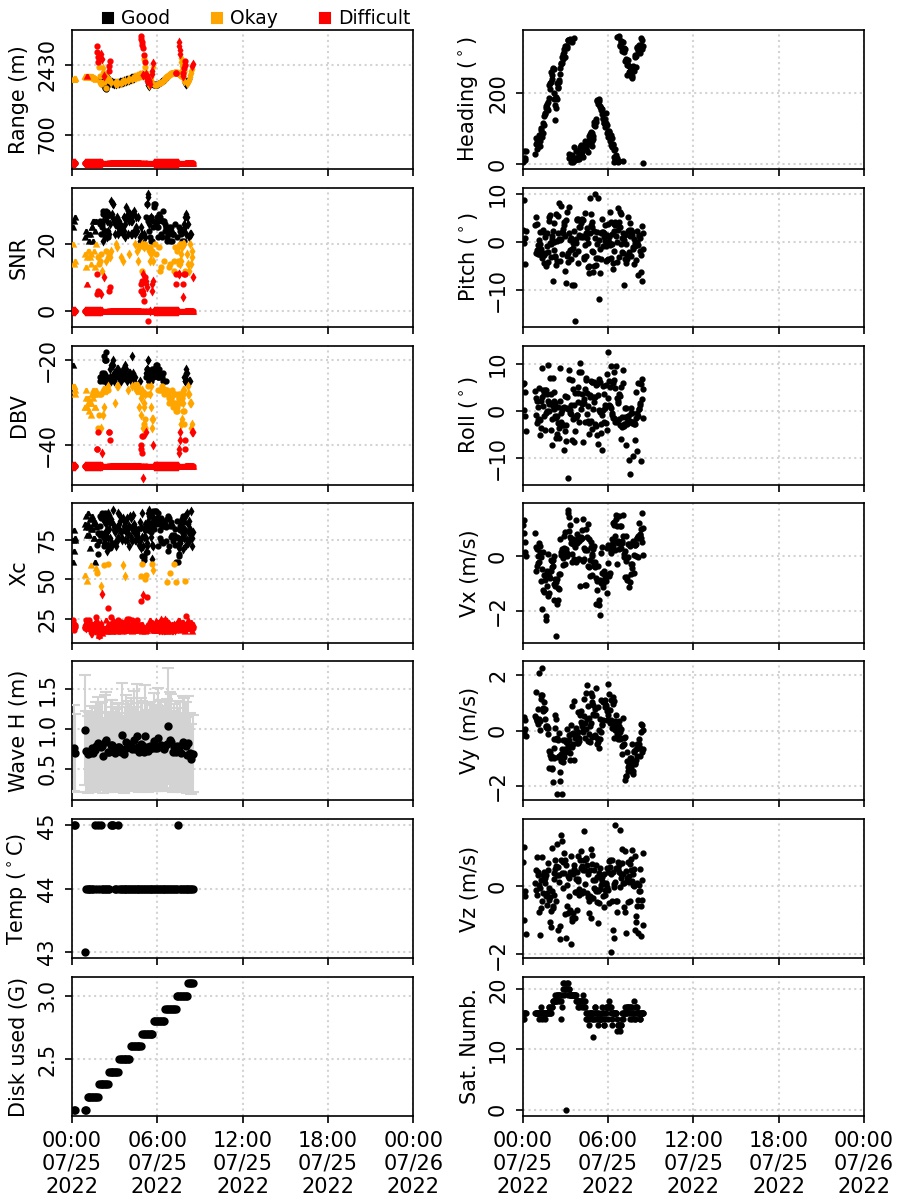 Good Okay Difficult
Range (m)
2430
700
Heading (°)
200
0
SNR
20
0
Pitch (°)
10
0
−10
DBV
−20
−40
Roll (°)
10
0
−10
Xc
75
50
25
Vx (m/s)
0
−2
Wave H (m)
1.5
1.0
0.5
Vy (m/s)
2
0
−2
Temp (°C)
45
44
43
Vz (m/s)
0
−2
Disk used (G)
3.0
2.5
Sat. Numb.
20
10
0
00:00 06:00 12:00 18:00 00:00
07/25 07/25 07/25 07/25 07/26
2022 2022 2022 2022 2022
00:00 06:00 12:00 18:00 00:00
07/25 07/25 07/25 07/25 07/26
2022 2022 2022 2022 2022